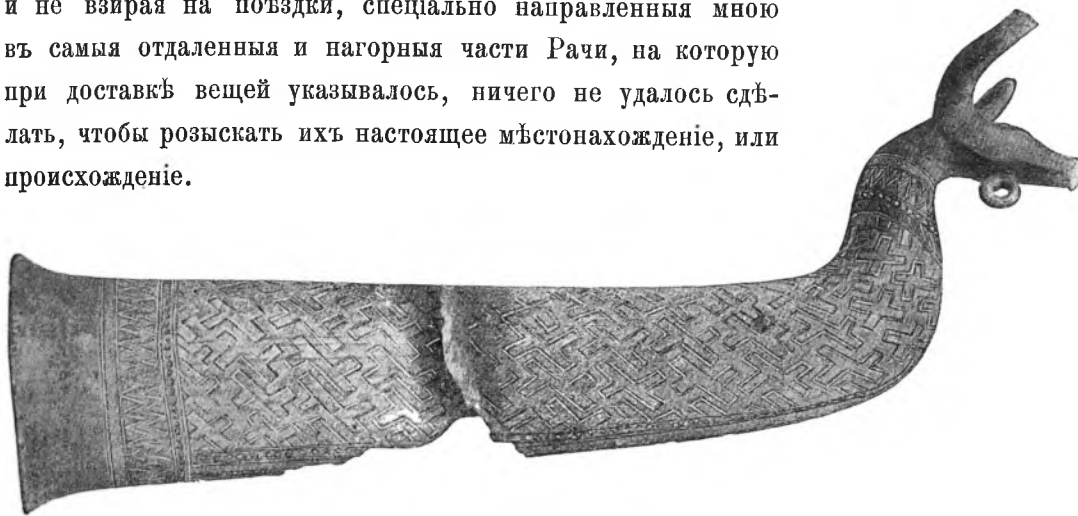 и не взирая на поѣздки, спеціально направленныя мною
въ самыя отдаленныя и нагорныя части Рачи, на которую
при доставкѣ вещей указывалось, ничего не удалось сдѣ-
лать, чтобы розыскать ихъ настоящее мѣстонахожденіе, или
происхожденіе.